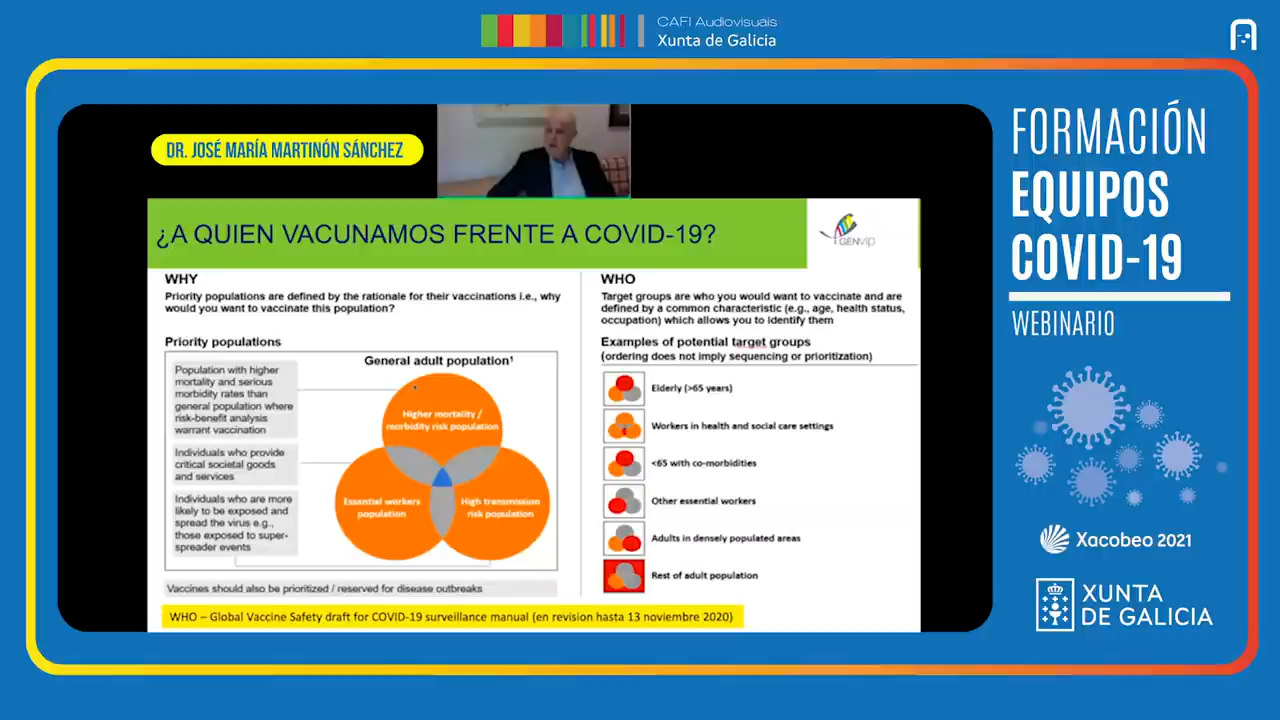 CAFI Audiovisuais
Xunta de Galicia
DR. JOSÉ MARÍA MARTINÓN SÁNCHEZ
FORMACIÓN
EQUIPOS
COVID-19
WEBINARIO
¿A QUIEN VACUNAMOS FRENTE A COVID-19?
GENvip
WHY
Priority populations are defined by the rationale for their vaccinations i.e., why
would you want to vaccinate this population?
Priority populations
General adult population¹
Population with higher
mortality and serious
morbidity rates than
general population where
risk-benefit analysis
warrant vaccination
Individuals who provide
critical societal goods
and services
Individuals who are more
likely to be exposed and
spread the virus e.g.,
those exposed to super-
spreader events
Higher mortality /
morbidity risk population
Essential workers
population
High transmission
risk population
Vaccines should also be prioritized / reserved for disease outbreaks
WHO – Global Vaccine Safety draft for COVID-19 surveillance manual (en revision hasta 13 noviembre 2020)
WHO
Target groups are who you would want to vaccinate and are
defined by a common characteristic (e.g., age, health status,
occupation) which allows you to identify them
Examples of potential target groups
(ordering does not imply sequencing or prioritization)
Elderly (>65 years)
Workers in health and social care settings
<65 with co-morbidities
Other essential workers
Adults in densely populated areas
Rest of adult population
Xacobeo 2021
XUNTA
DE GALICIA